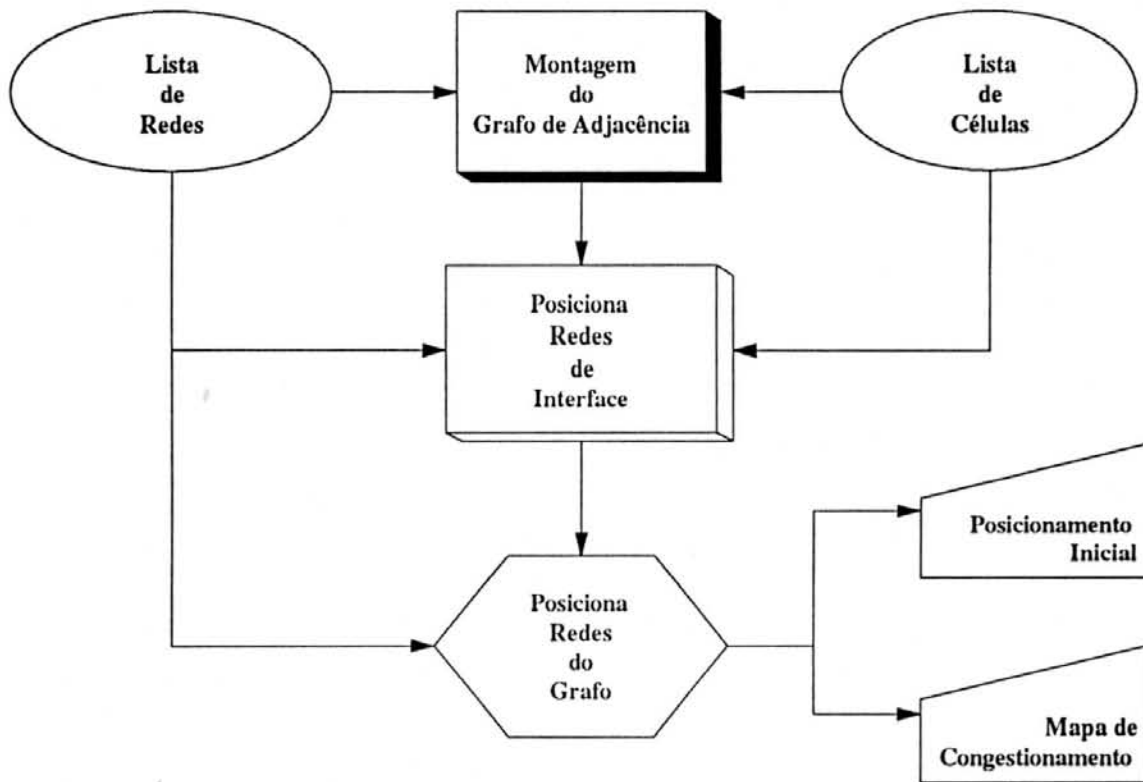 Lista
de
Redes
Montagem
do
Grafo de Adjacência
Lista
de
Células
Posiciona
Redes
de
Interface
Posiciona
Redes
do
Grafo
Posicionamento
Inicial
Mapa de
Congestionamento